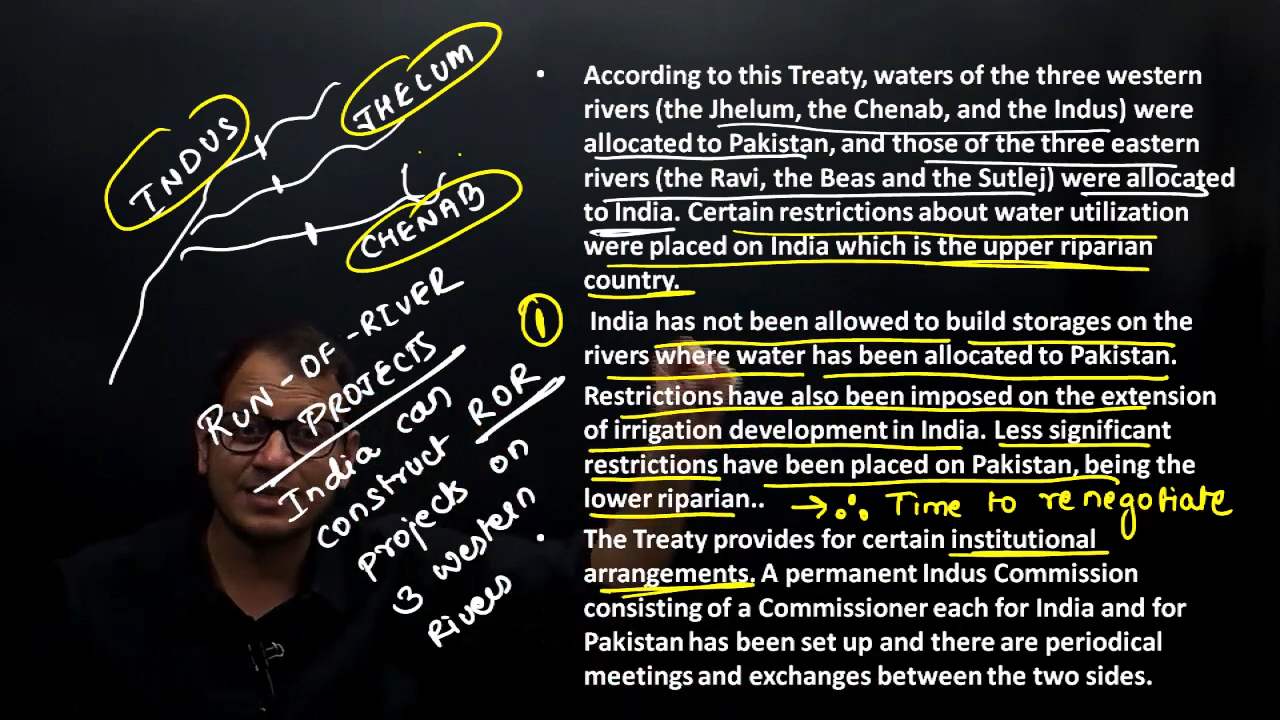 INDUS
JHELUM
CHENAB
RUN-OF-RIVER
PROJECTS
India can
construct ROR
projects on
3 western
Rivers
• According to this Treaty, waters of the three western
rivers (the Jhelum, the Chenab, and the Indus) were
allocated to Pakistan, and those of the three eastern
rivers (the Ravi, the Beas and the Sutlej) were allocated
to India. Certain restrictions about water utilization
were placed on India which is the upper riparian
country.
1 India has not been allowed to build storages on the
rivers where water has been allocated to Pakistan.
Restrictions have also been imposed on the extension
of irrigation development in India. Less significant
restrictions have been placed on Pakistan, being the
lower riparian.. → ∴ Time to renegotiate
• The Treaty provides for certain institutional
arrangements. A permanent Indus Commission
consisting of a Commissioner each for India and for
Pakistan has been set up and there are periodical
meetings and exchanges between the two sides.